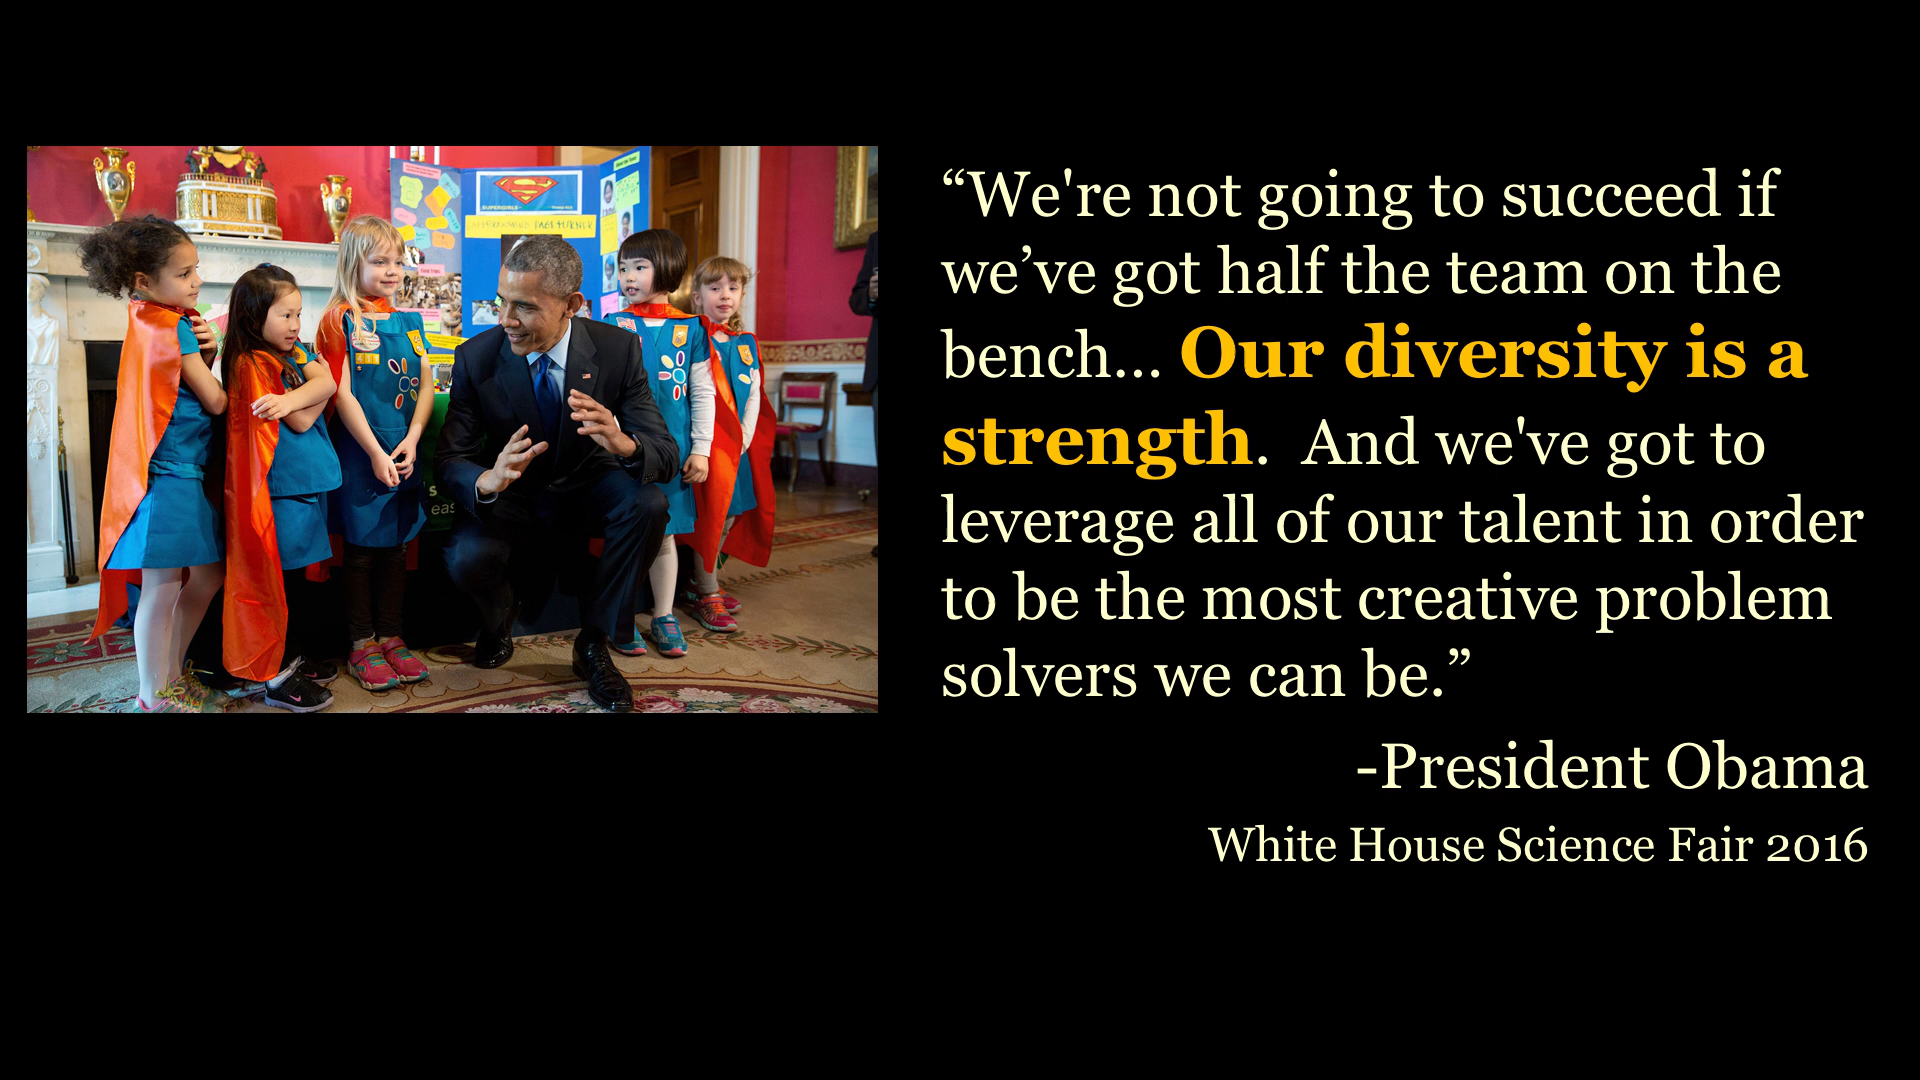 SUPERGIRLS
“We're not going to succeed if
we’ve got half the team on the
bench... Our diversity is a
strength.  And we've got to
leverage all of our talent in order
to be the most creative problem
solvers we can be.”
-President Obama
White House Science Fair 2016